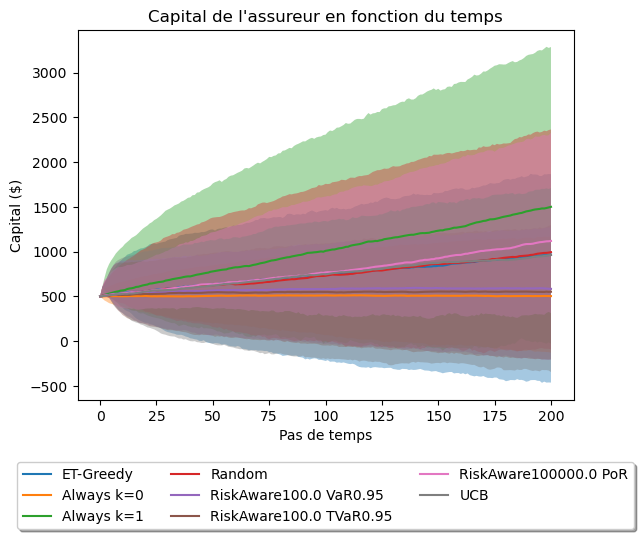 Capital de l'assureur en fonction du temps
3000
2500
2000
1500
1000
500
0
−500
Capital ($)
0 25 50 75 100 125 150 175 200
Pas de temps
ET-Greedy Random RiskAware100000.0 PoR
Always k=0 RiskAware100.0 VaR0.95 UCB
Always k=1 RiskAware100.0 TVaR0.95